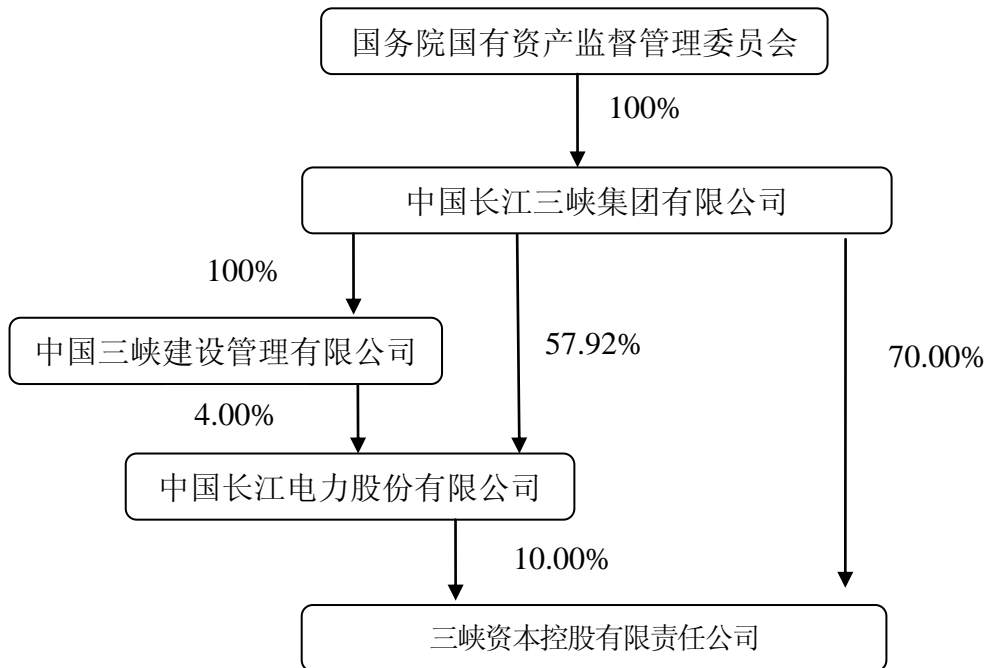 国务院国有资产监督管理委员会
100%
中国长江三峡集团有限公司
100%
中国三峡建设管理有限公司
57.92%
70.00%
4.00%
中国长江电力股份有限公司
10.00%
三峡资本控股有限责任公司